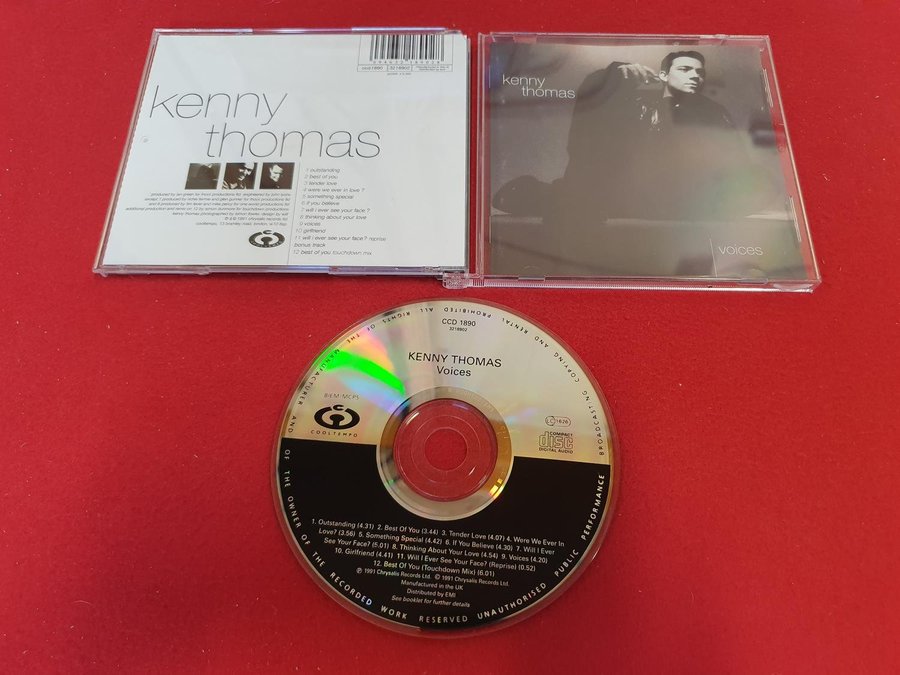 ccd1890
3218902
kenny
thomas
1 outstanding
2 best of you
3 tender love
4 were we ever in love ?
5 something special
6 if you believe
7 will i ever see your face ?
8 thinking about your love
9 voices
10 girlfriend
11 will i ever see your face? reprise
bonus track
12 best of you touchdown mix
kenny
thomas
voices
CCD 1890
3218902
KENNY THOMAS
Voices
BIEM/MCPS
COOLTEMPO
LC 1626
COMPACT
disc
DIGITAL AUDIO
1. Outstanding (4.31) 2. Best Of You (3.44) 3. Tender Love (4.07) 4. Were We Ever In
Love? (3.56) 5. Something Special (4.42) 6. If You Believe (4.30) 7. Will I Ever
See Your Face? (5.01) 8. Thinking About Your Love (4.54) 9. Voices (4.20)
10. Girlfriend (4.41) 11. Will I Ever See Your Face? (Reprise) (0.52)
12. Best Of You (Touchdown Mix) (6.01)
℗ 1991 Chrysalis Records Ltd. © 1991 Chrysalis Records Ltd.
Manufactured in the UK
Distributed by EMI
See booklet for further details
ALL RIGHTS OF THE MANUFACTURER AND OF THE OWNER OF THE RECORDED WORK RESERVED UNAUTHORISED PUBLIC PERFORMANCE BROADCASTING COPYING AND RENTAL PROHIBITED